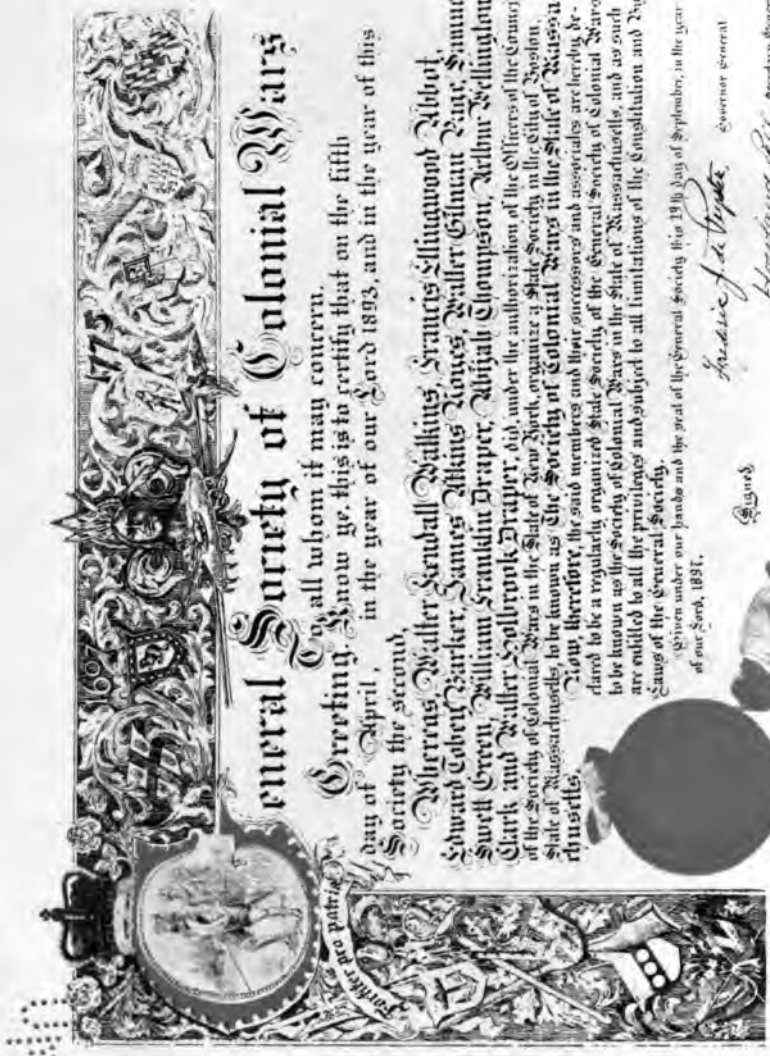 eneral Society of Colonial Wars
To all whom it may concern,
Greeting, Know ye, this is to certify that on the fifth
day of April, in the year of our Lord 1893, and in the year of this
Society the second,
Whereas Walter Kendall Watkins, Francis Ellingwood Abbot,
Edward Tobey Barker, James Atkins Noyes, Walter Gilman Page, Samue
Swett Green, William Franklin Draper, Abijah Thompson, Arthur Wellington
Clark and Walter Holbrook Draper, did, under the authorization of the Officers of the Council
of the Society of Colonial Wars in the State of New York, organize a State Society in the City of Boston,
State of Massachusetts, to be known as The Society of Colonial Wars in the State of Massa
chusetts,
Now, therefore, the said members and their successors and associates are hereby de-
clared to be a regularly organized State Society of the General Society of Colonial Wars
to be known as the Society of Colonial Wars in the State of Massachusetts, and as such
are entitled to all the privileges and subject to all limitations of the Constitution and By
Laws of the General Society.
Given under our hands and the seal of the General Society this 19th day of September, in the year
of our Lord, 1897.
Signed,
Frederic J. de Peyster Governor General
Fortiter pro patria